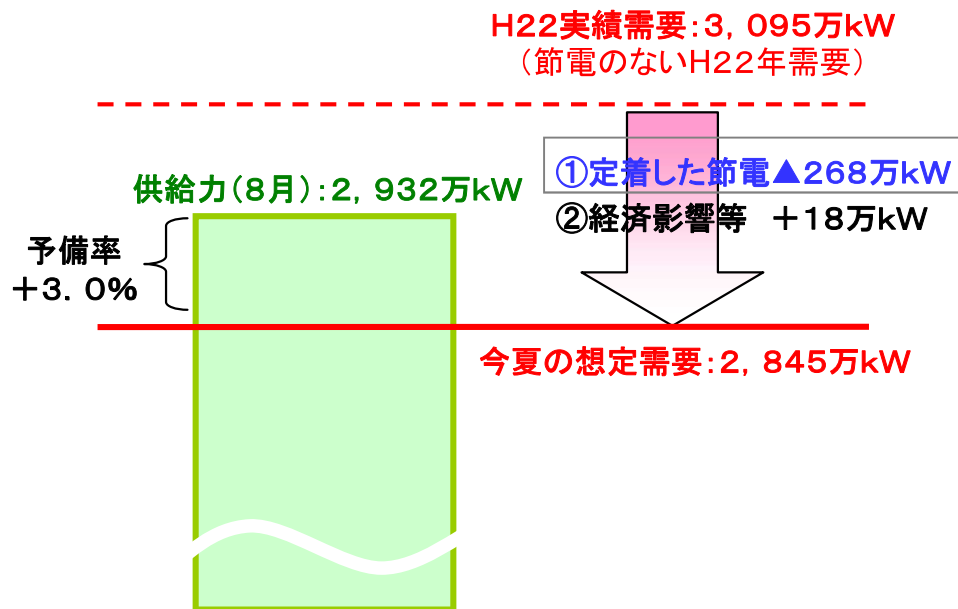 H22実績需要：3，095万kW
（節電のないH22年需要）
①定着した節電▲268万kW
供給力（8月）：2，932万kW
②経済影響等　＋18万kW
予備率
＋3．0％
今夏の想定需要：2，845万kW